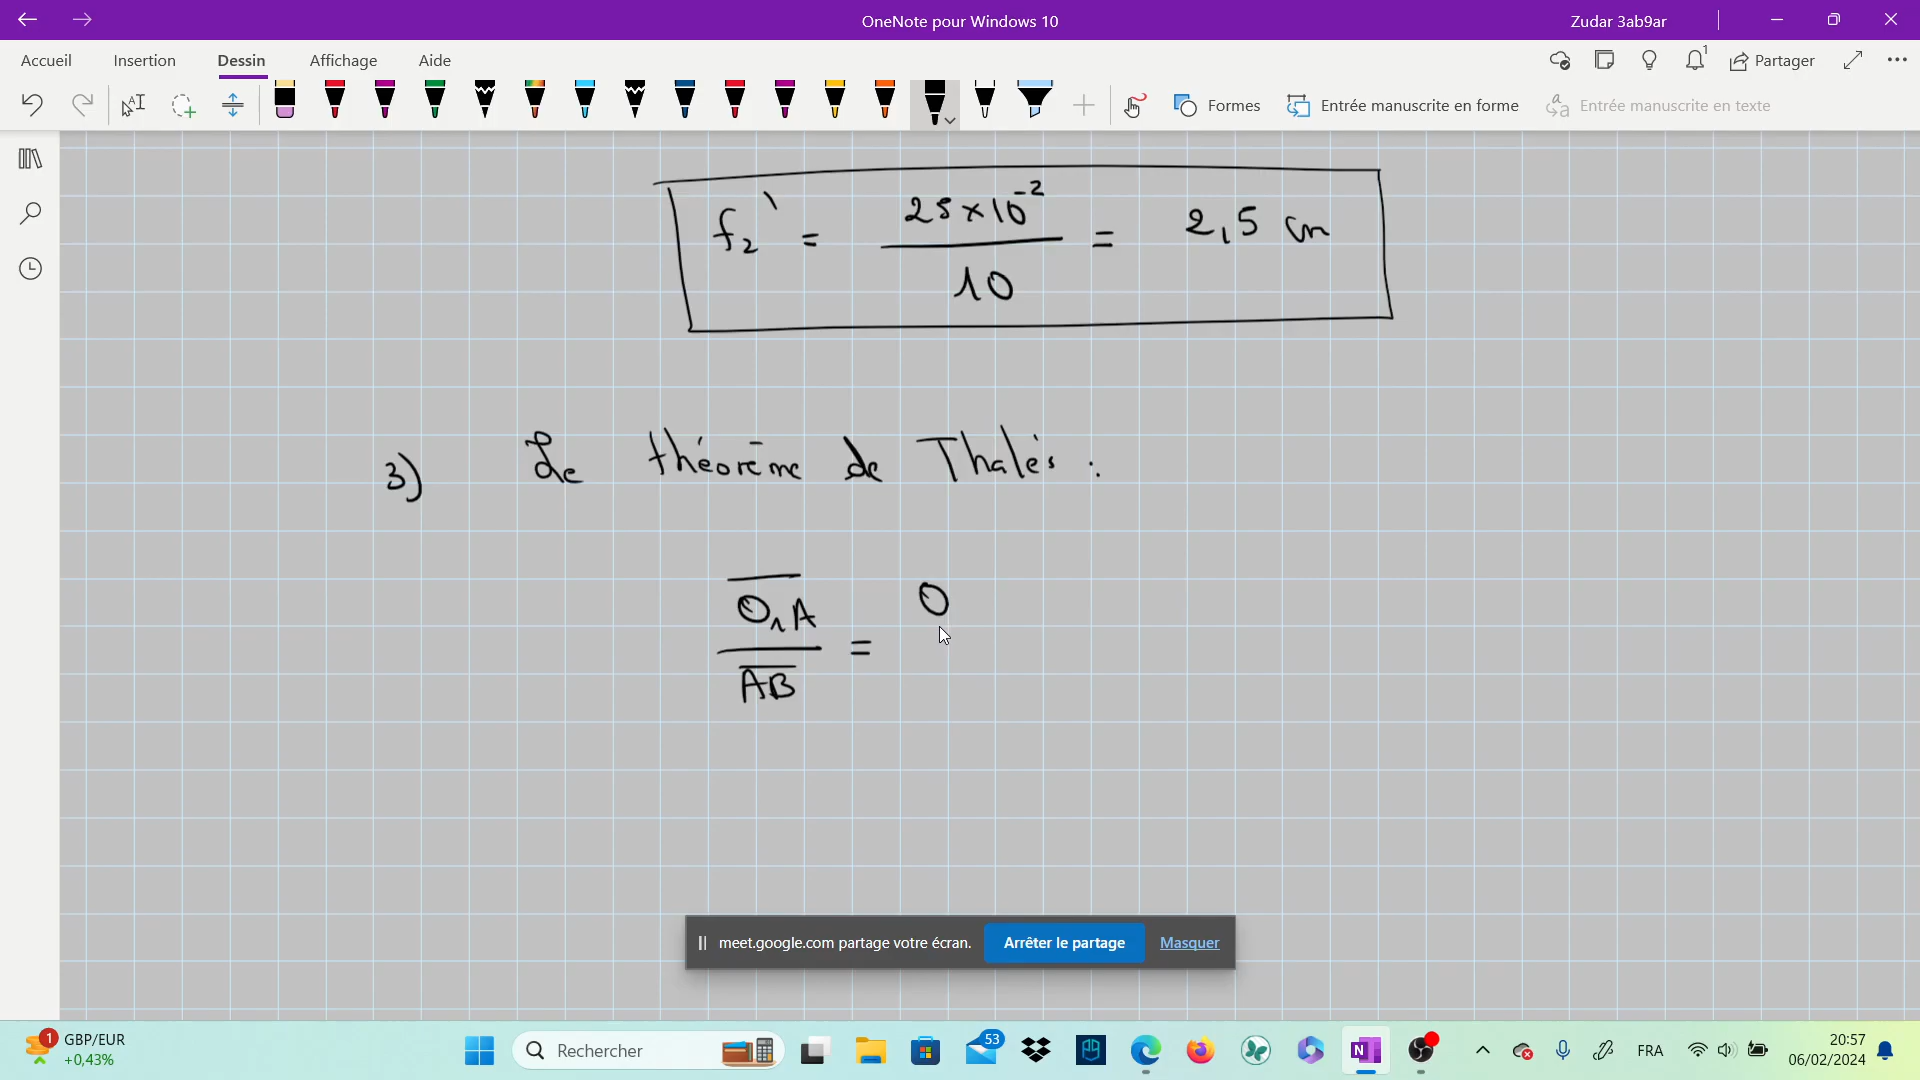 OneNote pour Windows 10
Zudar 3ab9ar
Accueil Insertion Dessin Affichage Aide
1
Partager
Formes
Entrée manuscrite en forme
Entrée manuscrite en texte
f₂' = 25×10⁻² / 10 = 2,5 cm
3) Le théorème de Thalès :
O₁A / AB = O
meet.google.com partage votre écran.
Arrêter le partage
Masquer
1
GBP/EUR
+0,43%
Rechercher
53
FRA
20:57
06/02/2024